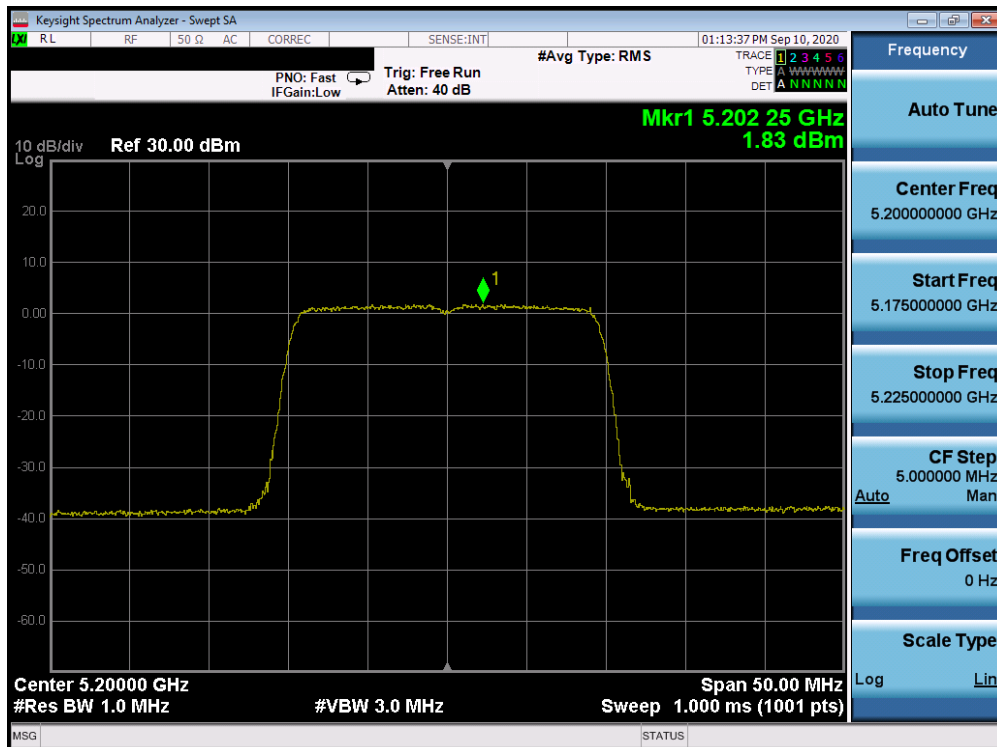 Keysight Spectrum Analyzer - Swept SA
LXI RL RF 50 Ω AC CORREC SENSE:INT 01:13:37 PM Sep 10, 2020
#Avg Type: RMS TRACE 1 2 3 4 5 6
PNO: Fast Trig: Free Run TYPE A WWWWW
IFGain:Low Atten: 40 dB DET A N N N N N
Mkr1 5.202 25 GHz
1.83 dBm
10 dB/div Ref 30.00 dBm
Log
20.0
10.0
1
0.00
-10.0
-20.0
-30.0
-40.0
-50.0
-60.0
Center 5.20000 GHz Span 50.00 MHz
#Res BW 1.0 MHz #VBW 3.0 MHz Sweep 1.000 ms (1001 pts)
MSG STATUS
Frequency
Auto Tune
Center Freq
5.200000000 GHz
Start Freq
5.175000000 GHz
Stop Freq
5.225000000 GHz
CF Step
5.000000 MHz
Auto Man
Freq Offset
0 Hz
Scale Type
Log Lin